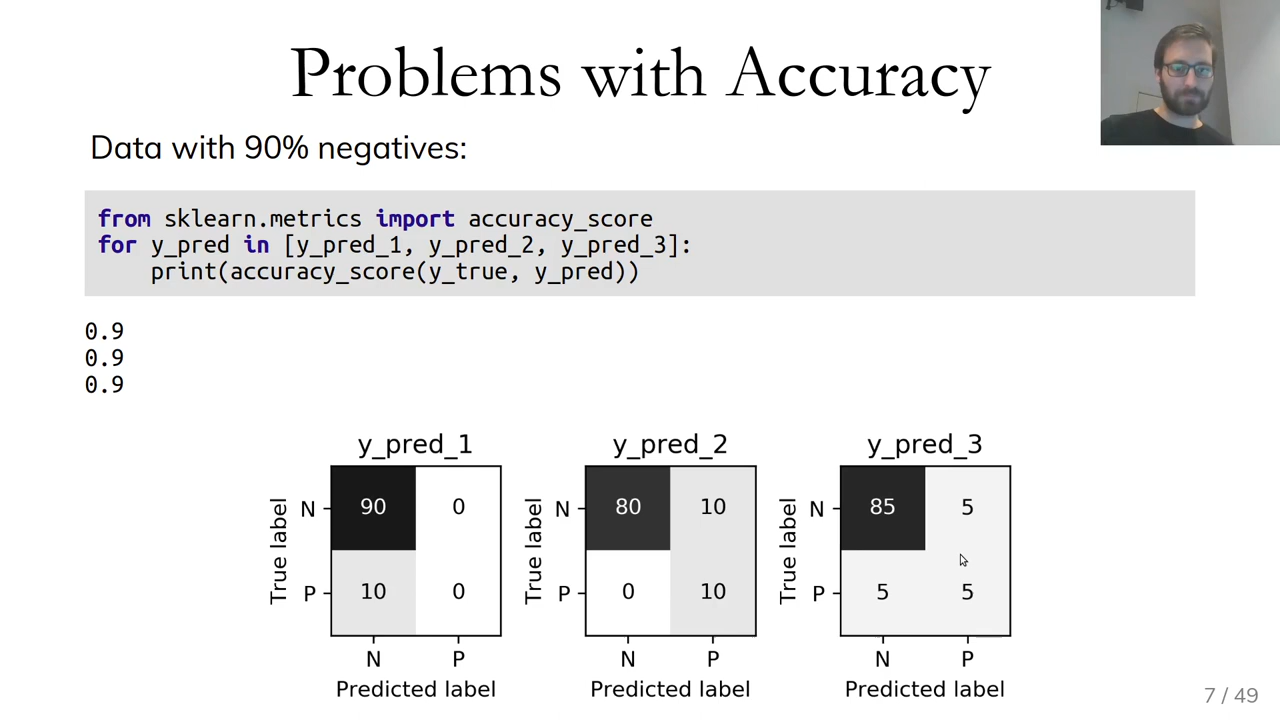 Problems with Accuracy
Data with 90% negatives:
from sklearn.metrics import accuracy_score
for y_pred in [y_pred_1, y_pred_2, y_pred_3]:
    print(accuracy_score(y_true, y_pred))
0.9
0.9
0.9
y_pred_1
True label
N
90
0
P
10
0
N
P
Predicted label
y_pred_2
True label
N
80
10
P
0
10
N
P
Predicted label
y_pred_3
True label
N
85
5
P
5
5
N
P
Predicted label
7 / 49